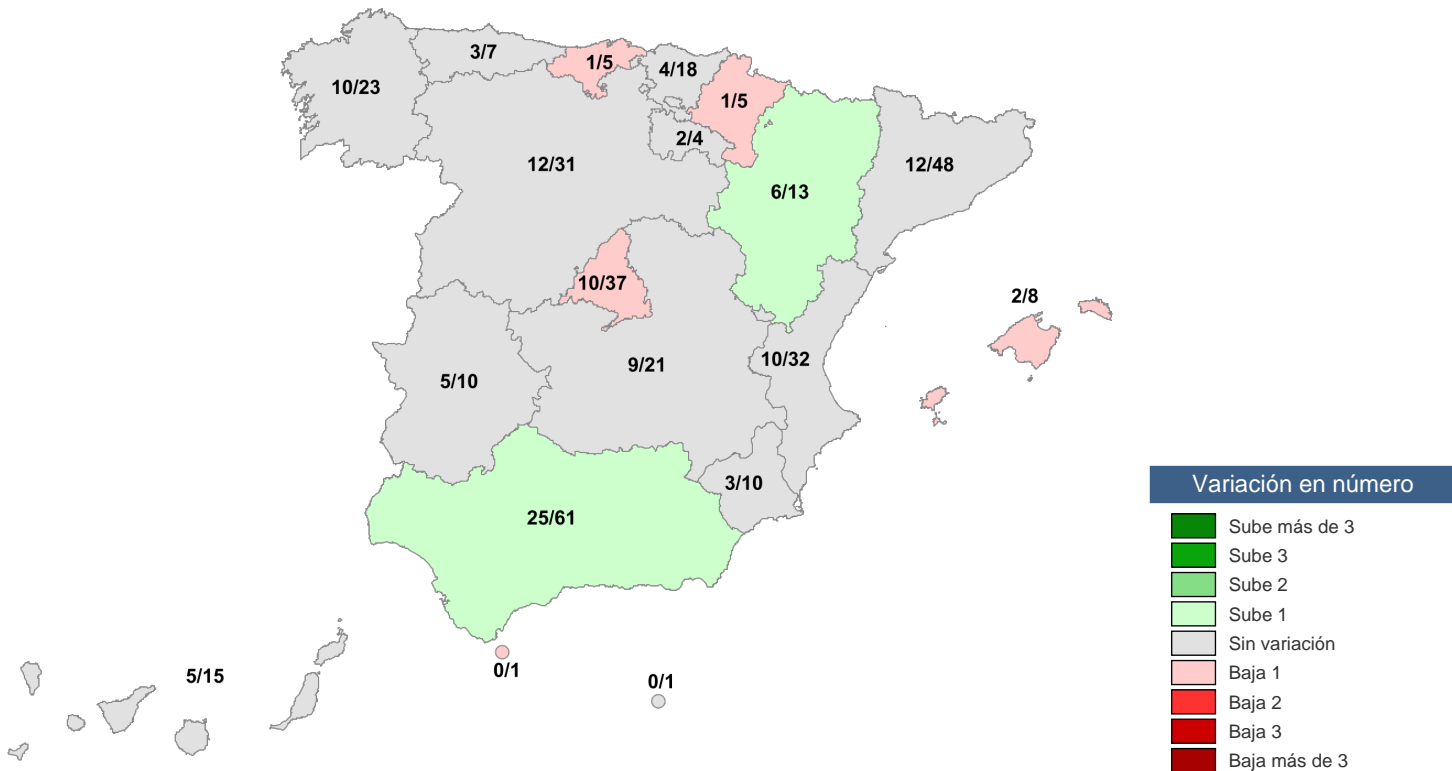 3/7
1/5
4/18
10/23
1/5
2/4
12/31
12/48
6/13
10/37
2/8
10/32
9/21
5/10
3/10
25/61
5/15
0/1
0/1
Variación en número
Sube más de 3
Sube 3
Sube 2
Sube 1
Sin variación
Baja 1
Baja 2
Baja 3
Baja más de 3